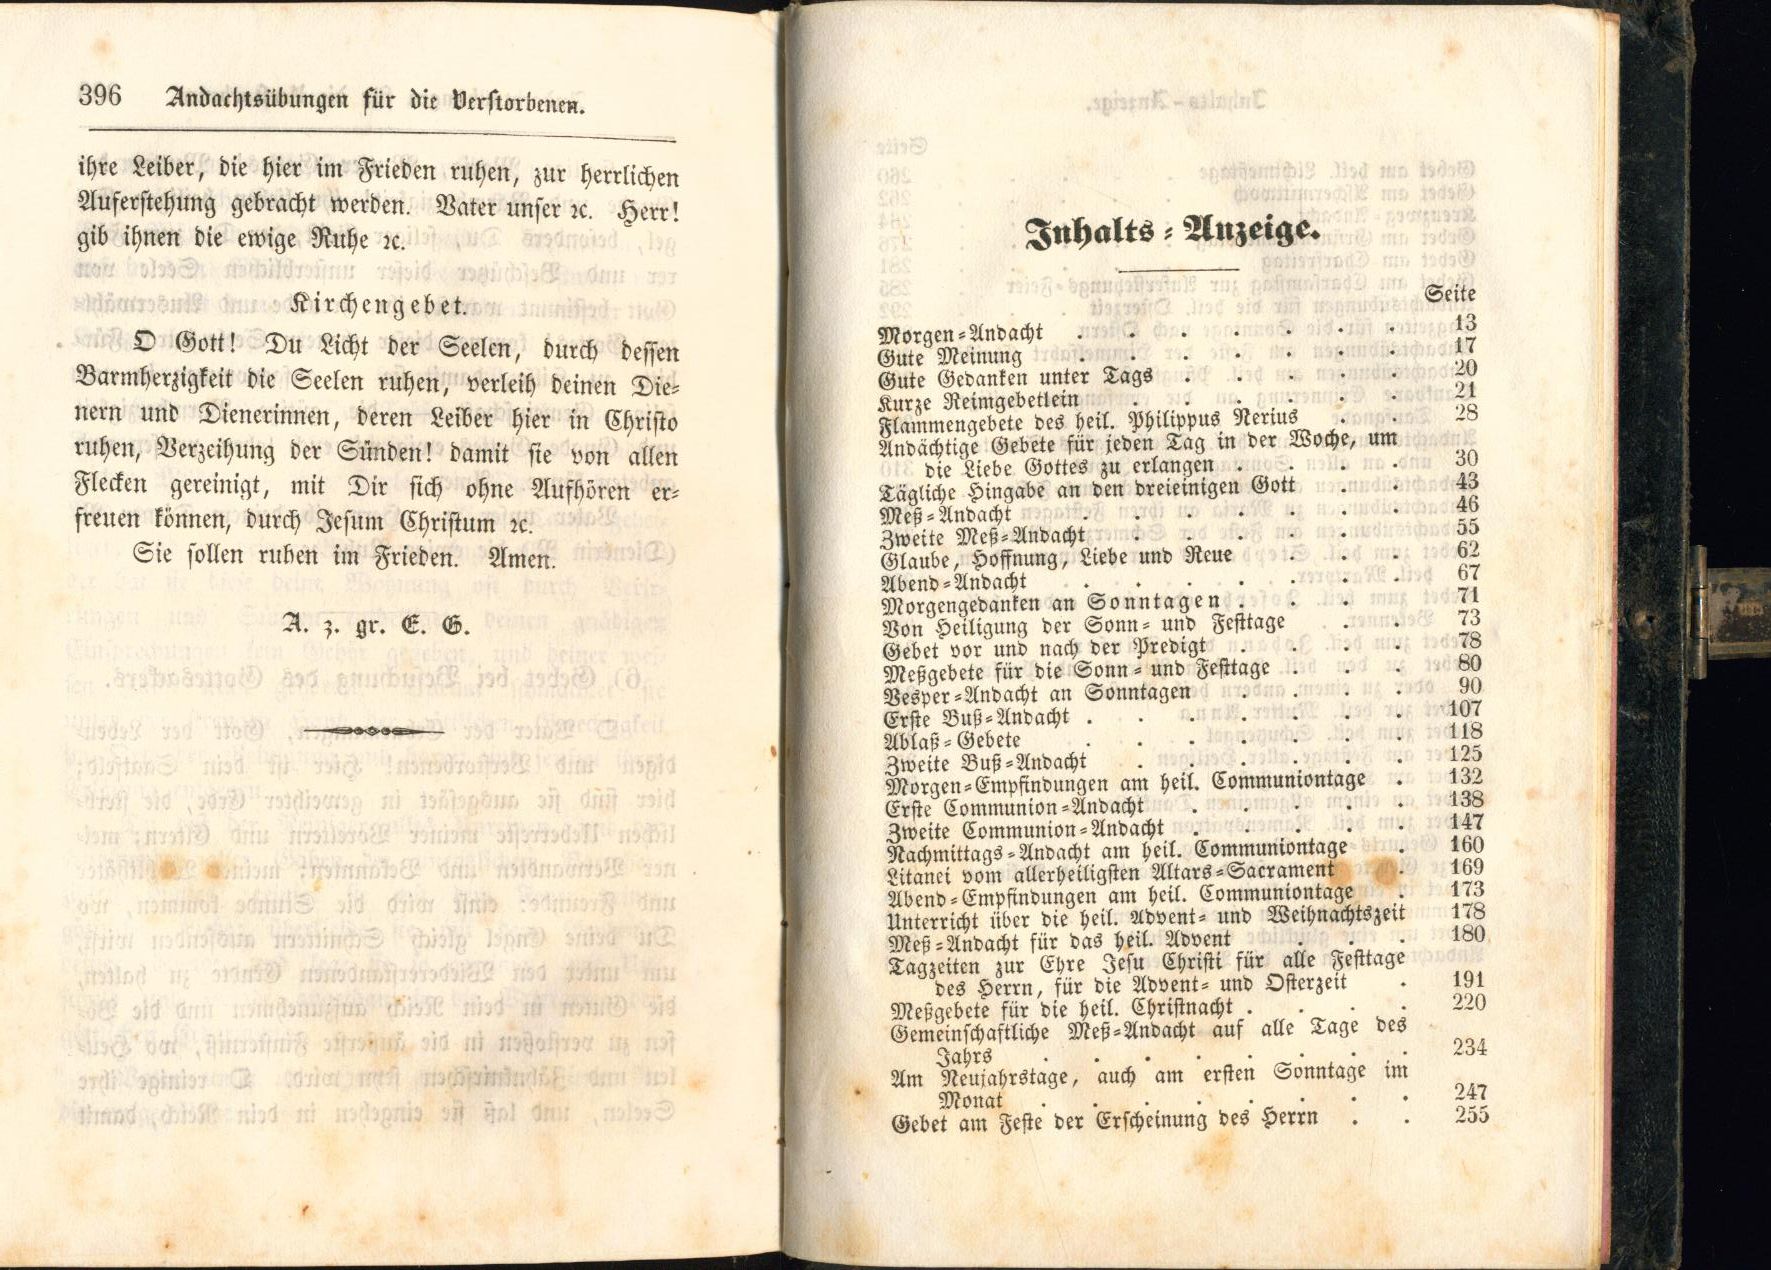 396 Andachtsübungen für die Verstorbenen.
ihre Leiber, die hier im Frieden ruhen, zur herrlichen
Auferstehung gebracht werden. Vater unser ꝛc. Herr!
gib ihnen die ewige Ruhe ꝛc.
Kirchengebet.
O Gott! Du Licht der Seelen, durch dessen
Barmherzigkeit die Seelen ruhen, verleih deinen Die-
nern und Dienerinnen, deren Leiber hier in Christo
ruhen, Verzeihung der Sünden! damit sie von allen
Flecken gereinigt, mit Dir sich ohne Aufhören er-
freuen können, durch Jesum Christum ꝛc.
Sie sollen ruhen im Frieden. Amen.
A. z. gr. E. G.
Inhalts-Anzeige.
Seite
Morgen-Andacht . . . . . . . 13
Gute Meinung . . . . . . . 17
Gute Gedanken unter Tags . . . . . 20
Kurze Reimgebetlein . . . . . . 21
Flammengebete des heil. Philippus Nerius . . 28
Andächtige Gebete für jeden Tag in der Woche, um
die Liebe Gottes zu erlangen . . . . 30
Tägliche Hingabe an den dreieinigen Gott . . 43
Meß-Andacht . . . . . . . . 46
Zweite Meß-Andacht . . . . . . 55
Glaube, Hoffnung, Liebe und Reue . . . 62
Abend-Andacht . . . . . . . 67
Morgengedanken an Sonntagen . . . . 71
Von Heiligung der Sonn- und Festtage . . 73
Gebet vor und nach der Predigt . . . . 78
Meßgebete für die Sonn- und Festtage . . . 80
Vesper-Andacht an Sonntagen . . . . 90
Erste Buß-Andacht . . . . . . . 107
Ablaß-Gebete . . . . . . . 118
Zweite Buß-Andacht . . . . . . 125
Morgen-Empfindungen am heil. Communiontage . 132
Erste Communion-Andacht . . . . . 138
Zweite Communion-Andacht . . . . . 147
Nachmittags-Andacht am heil. Communiontage . 160
Litanei vom allerheiligsten Altars-Sacrament . 169
Abend-Empfindungen am heil. Communiontage . 173
Unterricht über die heil. Advent- und Weihnachtszeit 178
Meß-Andacht für das heil. Advent . . . 180
Tagzeiten zur Ehre Jesu Christi für alle Festtage
des Herrn, für die Advent- und Osterzeit . 191
Meßgebete für die heil. Christnacht . . . . 220
Gemeinschaftliche Meß-Andacht auf alle Tage des
Jahrs . . . . . . . . 234
Am Neujahrstage, auch am ersten Sonntage im
Monat . . . . . . . . 247
Gebet am Feste der Erscheinung des Herrn . . 255